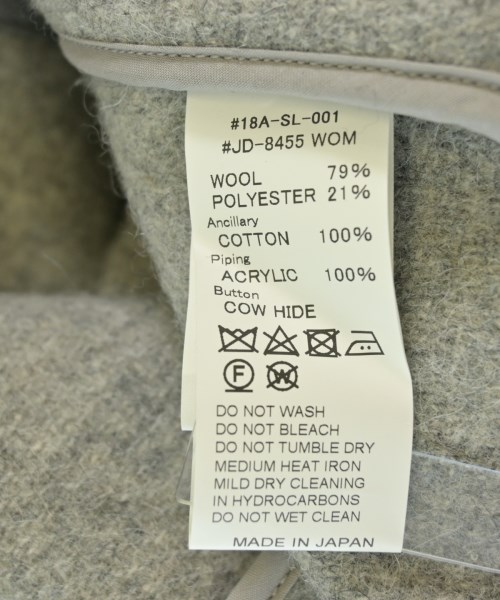 #18A-SL-001
#JD-8455 WOM
WOOL 79%
POLYESTER 21%
Ancillary
COTTON 100%
Piping
ACRYLIC 100%
Button
COW HIDE
F W
DO NOT WASH
DO NOT BLEACH
DO NOT TUMBLE DRY
MEDIUM HEAT IRON
MILD DRY CLEANING
IN HYDROCARBONS
DO NOT WET CLEAN
MADE IN JAPAN